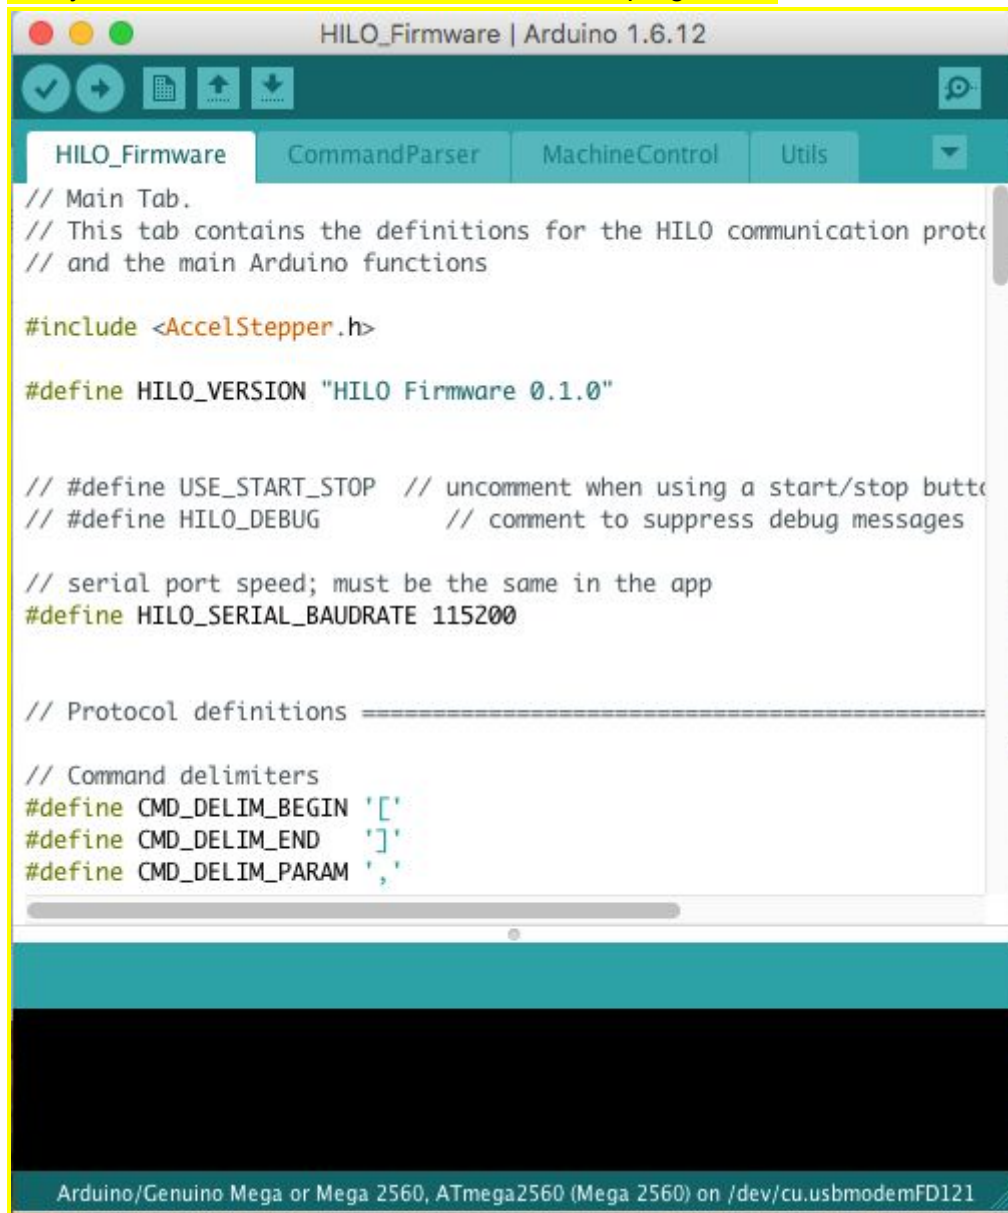 HILO_Firmware | Arduino 1.6.12
HILO_Firmware CommandParser MachineControl Utils
// Main Tab.
// This tab contains the definitions for the HILO communication
// and the main Arduino functions
#include <AccelStepper.h>
#define HILO_VERSION "HILO Firmware 0.1.0"
// #define USE_START_STOP // uncomment when using a start/stop
// #define HILO_DEBUG // comment to suppress debug messages
// serial port speed; must be the same in the app
#define HILO_SERIAL_BAUDRATE 115200
// Protocol definitions ============================================
// Command delimiters
#define CMD_DELIM_BEGIN '['
#define CMD_DELIM_END ']'
#define CMD_DELIM_PARAM ','
Arduino/Genuino Mega or Mega 2560, ATmega2560 (Mega 2560) on /dev/cu.usbmodemFD121